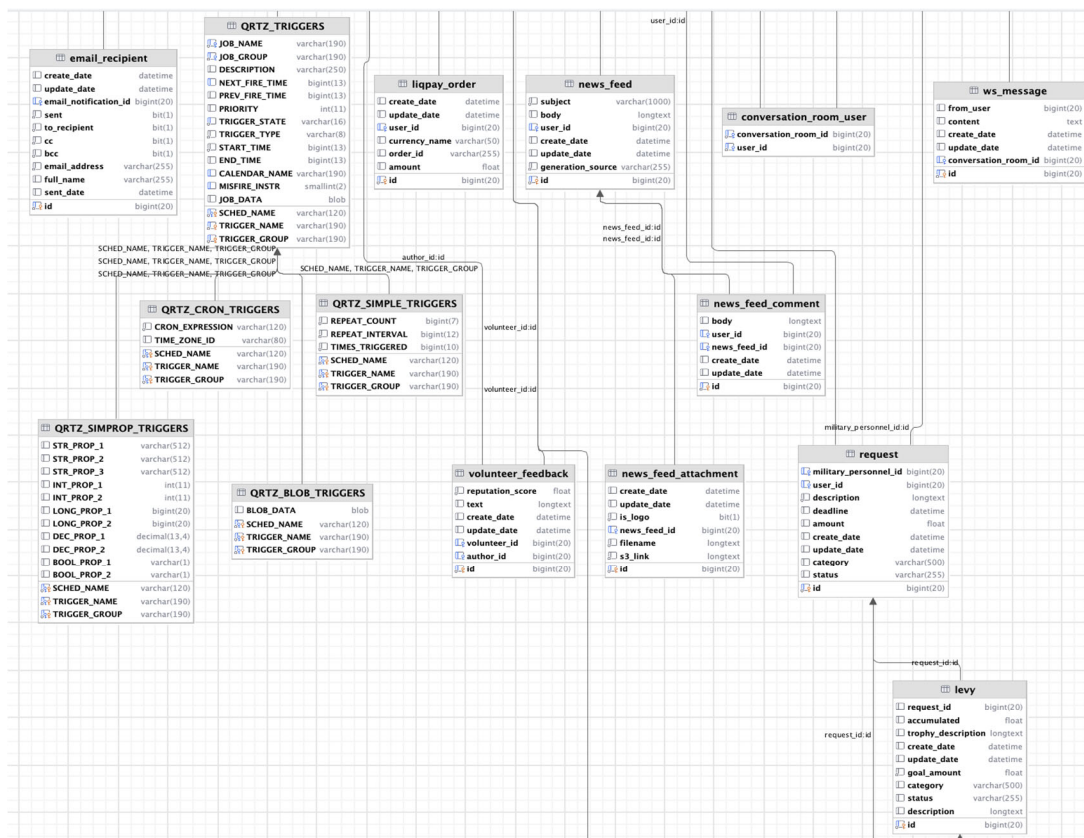 user_id:id
QRTZ_TRIGGERS
JOB_NAME varchar(190)
JOB_GROUP varchar(190)
DESCRIPTION varchar(250)
NEXT_FIRE_TIME bigint(13)
PREV_FIRE_TIME bigint(13)
PRIORITY int(11)
TRIGGER_STATE varchar(16)
TRIGGER_TYPE varchar(8)
START_TIME bigint(13)
END_TIME bigint(13)
CALENDAR_NAME varchar(190)
MISFIRE_INSTR smallint(2)
JOB_DATA blob
SCHED_NAME varchar(120)
TRIGGER_NAME varchar(190)
TRIGGER_GROUP varchar(190)
email_recipient
create_date datetime
update_date datetime
email_notification_id bigint(20)
sent bit(1)
to_recipient bit(1)
cc bit(1)
bcc bit(1)
email_address varchar(255)
full_name varchar(255)
sent_date datetime
id bigint(20)
liqpay_order
create_date datetime
update_date datetime
user_id bigint(20)
currency_name varchar(50)
order_id varchar(255)
amount float
id bigint(20)
news_feed
subject varchar(1000)
body longtext
user_id bigint(20)
create_date datetime
update_date datetime
generation_source varchar(255)
id bigint(20)
conversation_room_user
conversation_room_id bigint(20)
user_id bigint(20)
ws_message
from_user bigint(20)
content text
create_date datetime
update_date datetime
conversation_room_id bigint(20)
id bigint(20)
news_feed_id:id
news_feed_id:id
SCHED_NAME, TRIGGER_NAME, TRIGGER_GROUP
SCHED_NAME, TRIGGER_NAME, TRIGGER_GROUP
SCHED_NAME, TRIGGER_NAME, TRIGGER_GROUP
author_id:id
SCHED_NAME, TRIGGER_NAME, TRIGGER_GROUP
QRTZ_CRON_TRIGGERS
CRON_EXPRESSION varchar(120)
TIME_ZONE_ID varchar(80)
SCHED_NAME varchar(120)
TRIGGER_NAME varchar(190)
TRIGGER_GROUP varchar(190)
QRTZ_SIMPLE_TRIGGERS
REPEAT_COUNT bigint(7)
REPEAT_INTERVAL bigint(12)
TIMES_TRIGGERED bigint(10)
SCHED_NAME varchar(120)
TRIGGER_NAME varchar(190)
TRIGGER_GROUP varchar(190)
volunteer_id:id
volunteer_id:id
news_feed_comment
body longtext
user_id bigint(20)
news_feed_id bigint(20)
create_date datetime
update_date datetime
id bigint(20)
military_personnel_id:id
QRTZ_SIMPROP_TRIGGERS
STR_PROP_1 varchar(512)
STR_PROP_2 varchar(512)
STR_PROP_3 varchar(512)
INT_PROP_1 int(11)
INT_PROP_2 int(11)
LONG_PROP_1 bigint(20)
LONG_PROP_2 bigint(20)
DEC_PROP_1 decimal(13,4)
DEC_PROP_2 decimal(13,4)
BOOL_PROP_1 varchar(1)
BOOL_PROP_2 varchar(1)
SCHED_NAME varchar(120)
TRIGGER_NAME varchar(190)
TRIGGER_GROUP varchar(190)
QRTZ_BLOB_TRIGGERS
BLOB_DATA blob
SCHED_NAME varchar(120)
TRIGGER_NAME varchar(190)
TRIGGER_GROUP varchar(190)
volunteer_feedback
reputation_score float
text longtext
create_date datetime
update_date datetime
volunteer_id bigint(20)
author_id bigint(20)
id bigint(20)
news_feed_attachment
create_date datetime
update_date datetime
is_logo bit(1)
news_feed_id bigint(20)
filename longtext
s3_link longtext
id bigint(20)
request
military_personnel_id bigint(20)
user_id bigint(20)
description longtext
deadline datetime
amount float
create_date datetime
update_date datetime
category varchar(500)
status varchar(255)
id bigint(20)
request_id:id
request_id:id
levy
request_id bigint(20)
accumulated float
trophy_description longtext
create_date datetime
update_date datetime
goal_amount float
category varchar(500)
status varchar(255)
description longtext
id bigint(20)